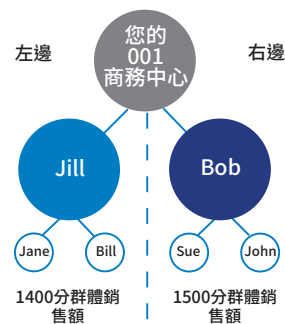 您的
001
商務中心
左邊
右邊
Jill
Bob
Jane
Bill
Sue
John
1400分群體銷
售額
1500分群體銷
售額